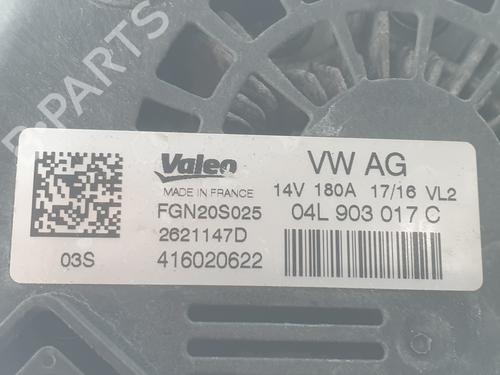 Valeo
MADE IN FRANCE
FGN20S025
2621147D
416020622
03S
VW AG
14V 180A 17/16 VL2
04L 903 017 C
B-PARTS